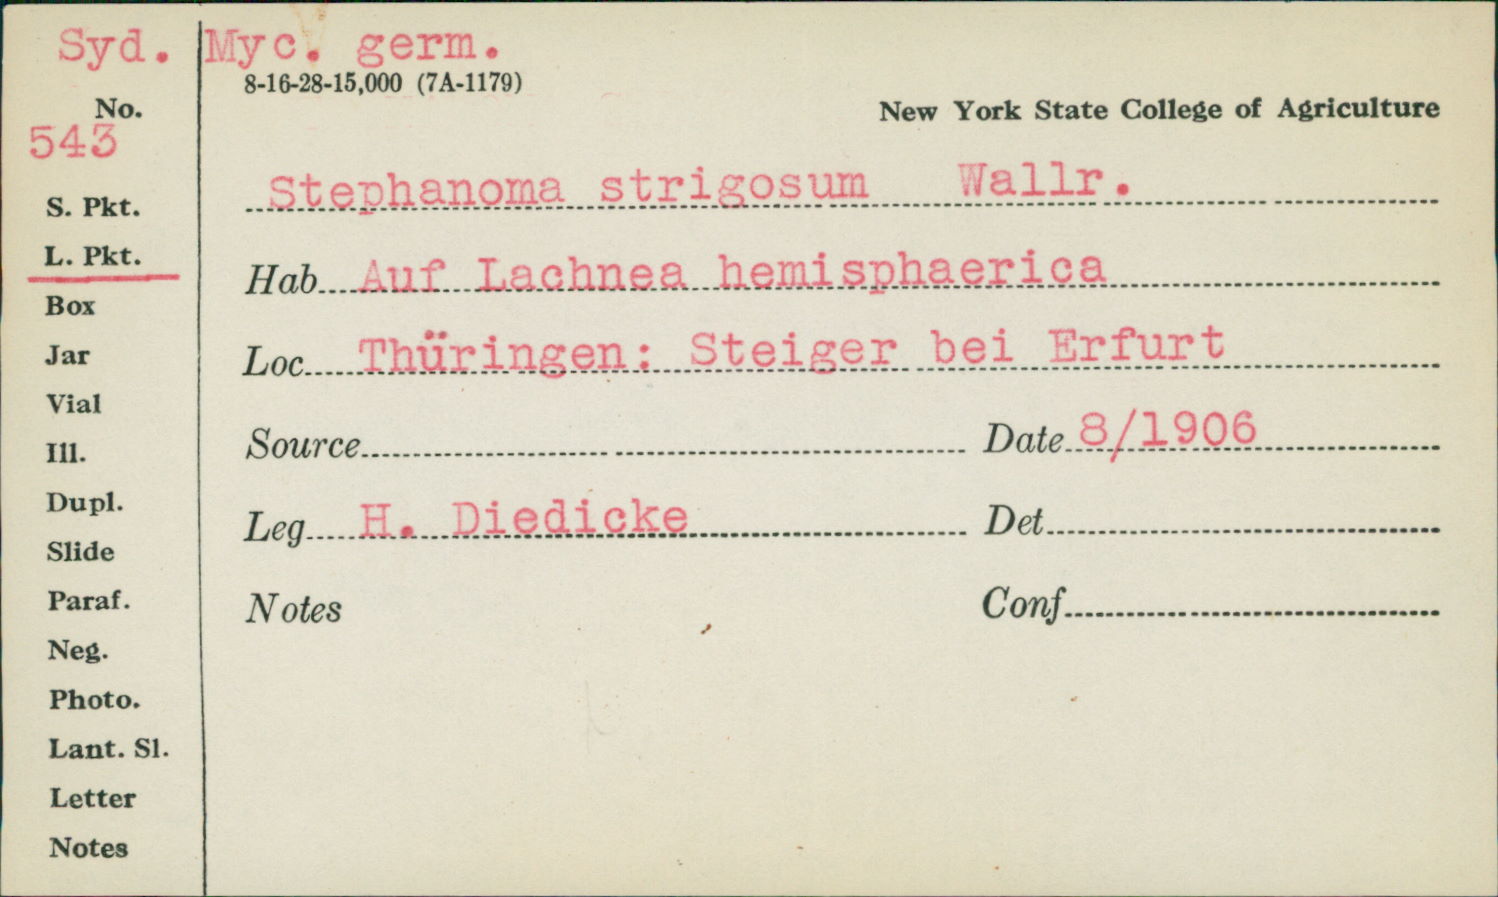 Syd. Myc. germ.
8-16-28-15,000 (7A-1179)
No.
543
New York State College of Agriculture
Stephanoma strigosum Wallr.
S. Pkt.
L. Pkt.
Hab. Auf Lachnea hemisphaerica
Box
Jar
Loc. Thüringen: Steiger bei Erfurt
Vial
Ill.
Source Date 8/1906
Dupl.
Leg H. Diedicke Det
Slide
Paraf.
Notes Conf
Neg.
Photo.
Lant. Sl.
Letter
Notes